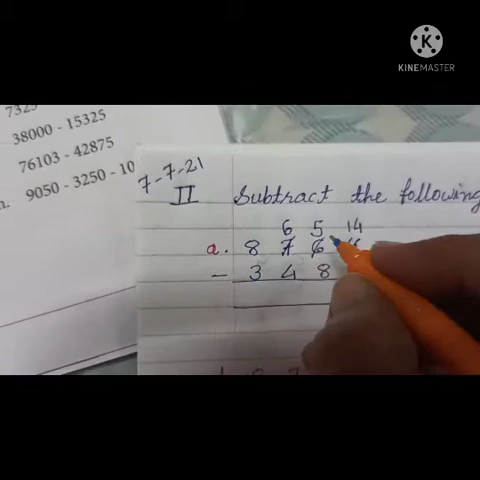 K
KINEMASTER
7325
38000 - 15325
76103 - 42875
n. 9050 - 3250 - 10
7-7-21
II Subtract the following
6 5 14
a. 8 7 6
- 3 4 8